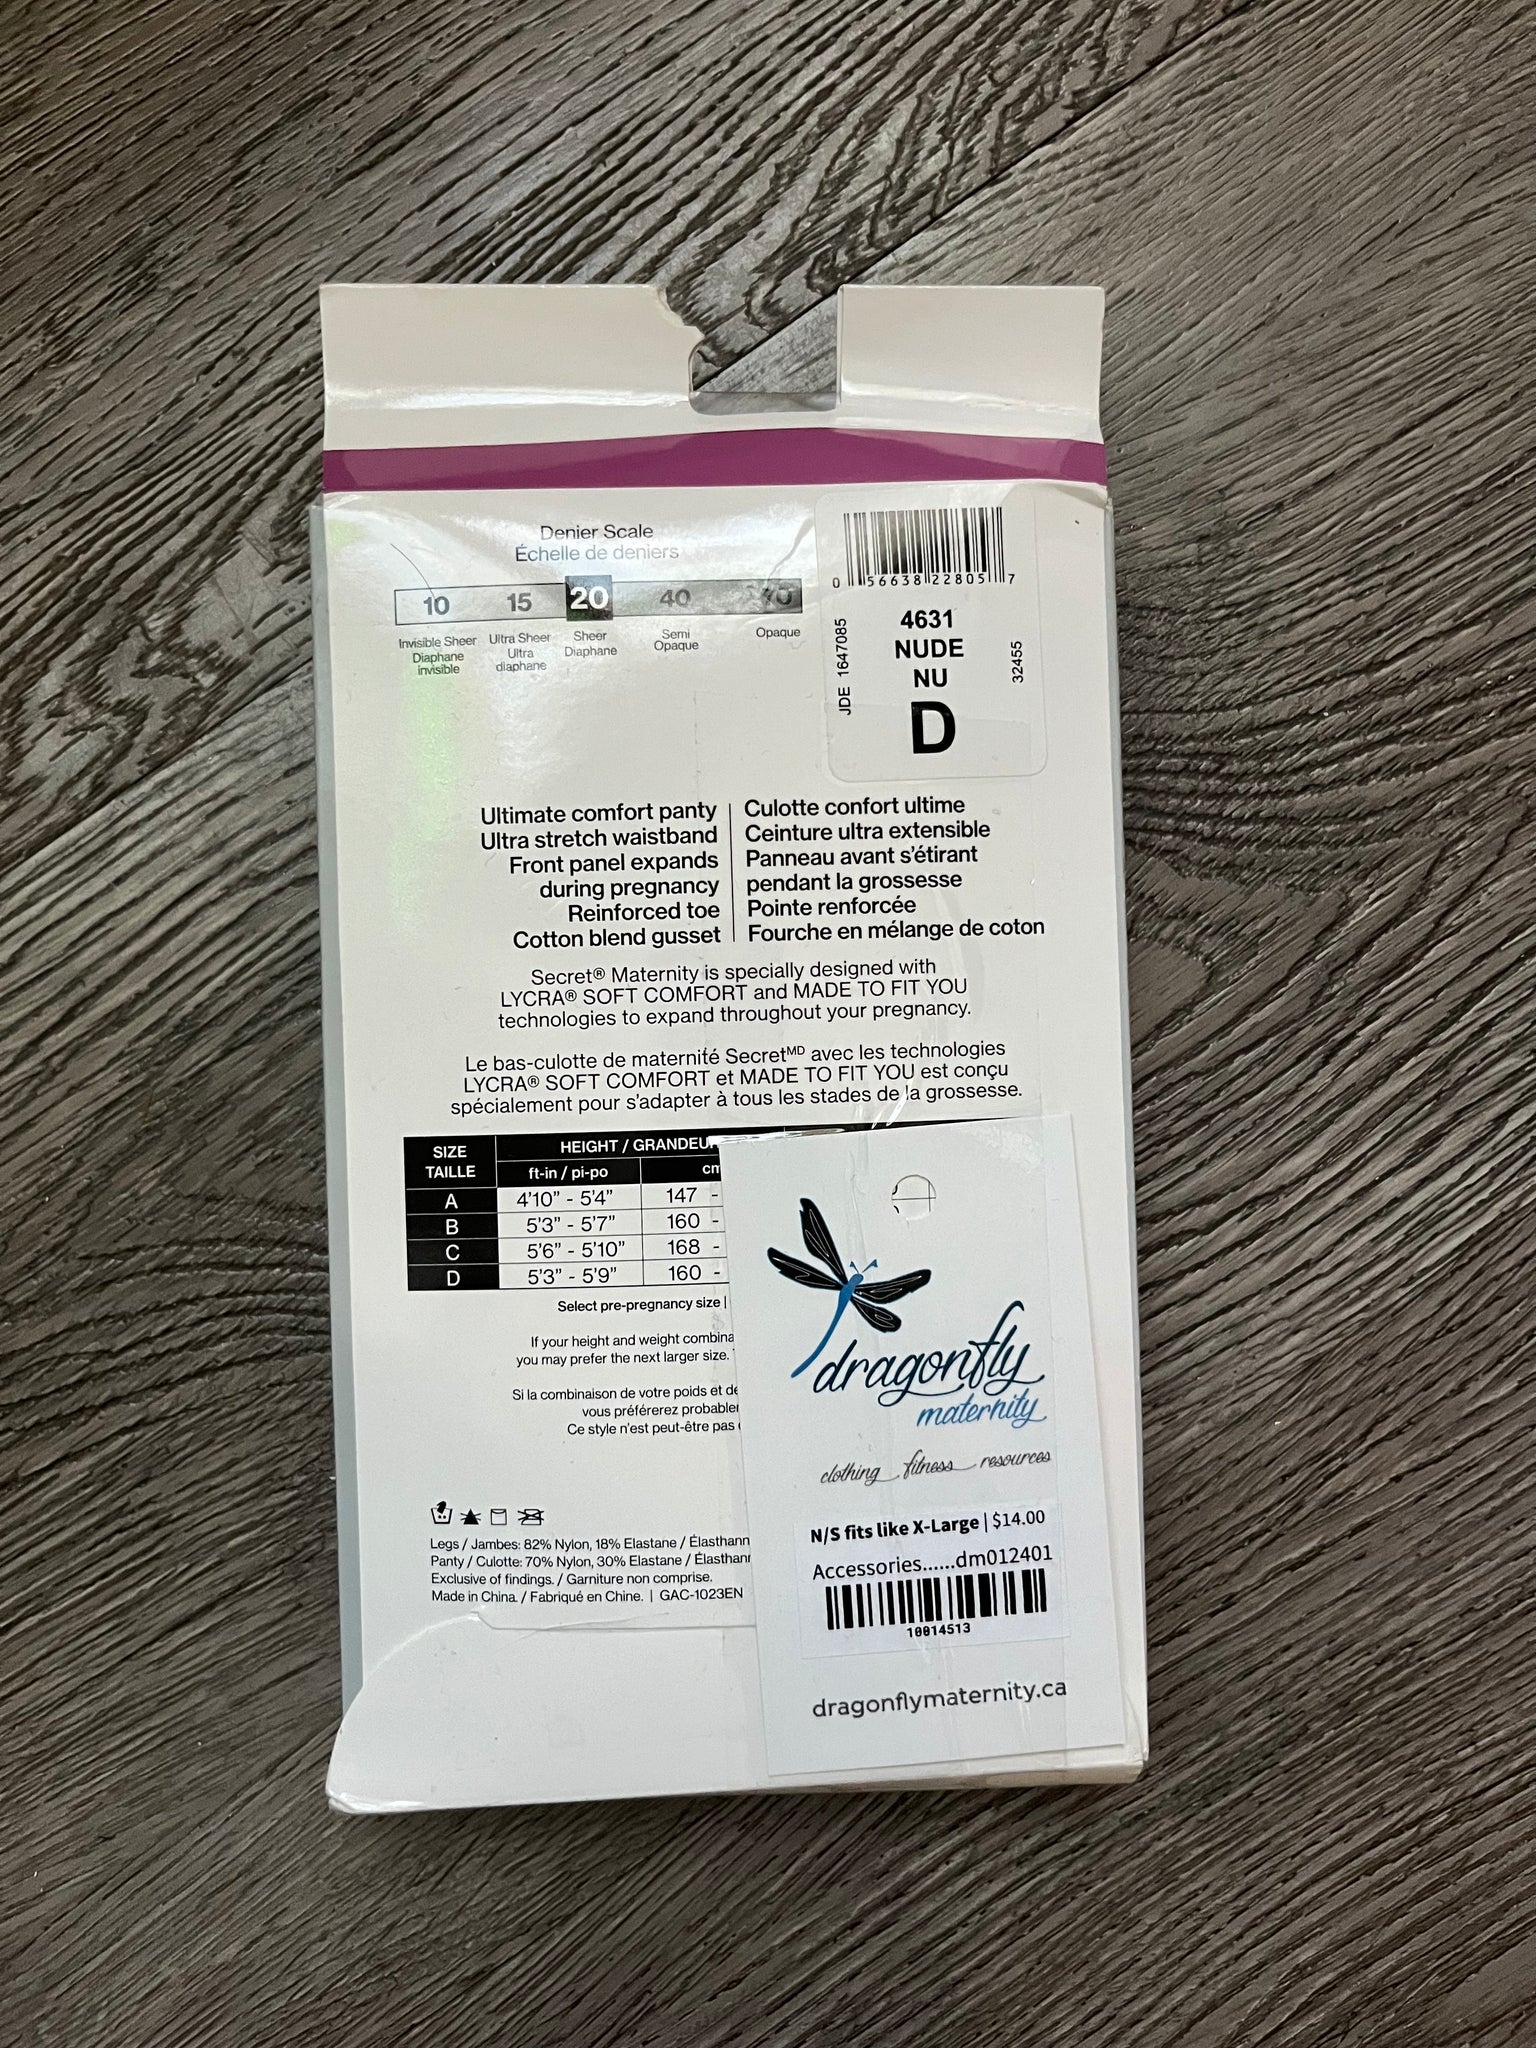 Denier Scale
Échelle de deniers
10 15 20 40
Invisible Sheer
Diaphane
invisible
Ultra Sheer
Ultra
diaphane
Sheer
Diaphane
Semi
Opaque
Opaque
0 56638 22805 7
JDE 1647085
4631
NUDE
NU
D
32455
Ultimate comfort panty
Ultra stretch waistband
Front panel expands
during pregnancy
Reinforced toe
Cotton blend gusset
Culotte confort ultime
Ceinture ultra extensible
Panneau avant s'étirant
pendant la grossesse
Pointe renforcée
Fourche en mélange de coton
Secret® Maternity is specially designed with
LYCRA® SOFT COMFORT and MADE TO FIT YOU
technologies to expand throughout your pregnancy.
Le bas-culotte de maternité Secret^MD avec les technologies
LYCRA® SOFT COMFORT et MADE TO FIT YOU est conçu
spécialement pour s'adapter à tous les stades de la grossesse.
SIZE
TAILLE
HEIGHT / GRANDEUR
ft-in / pi-po cm
A 4'10" - 5'4" 147 -
B 5'3" - 5'7" 160 -
C 5'6" - 5'10" 168 -
D 5'3" - 5'9" 160 -
Select pre-pregnancy size |
If your height and weight combina
you may prefer the next larger size.
Si la combinaison de votre poids et de
vous préférerez probable
Ce style n'est peut-être pas
Legs / Jambes: 82% Nylon, 18% Elastane / Élasthann
Panty / Culotte: 70% Nylon, 30% Elastane / Élasthann
Exclusive of findings. / Garniture non comprise.
Made in China. / Fabriqué en Chine. | GAC-1023EN
dragonfly
maternity
clothing fitness resources
N/S fits like X-Large | $14.00
Accessories......dm012401
10014513
dragonflymaternity.ca